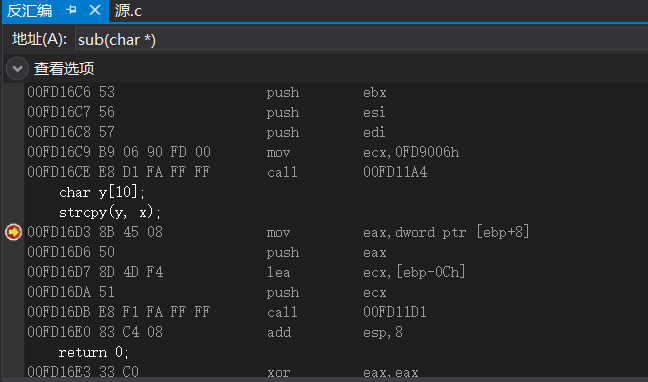 反汇编 源.c
地址(A): sub(char *)
查看选项
00FD16C6 53 push ebx
00FD16C7 56 push esi
00FD16C8 57 push edi
00FD16C9 B9 06 90 FD 00 mov ecx,0FD9006h
00FD16CE E8 D1 FA FF FF call 00FD11A4
char y[10];
strcpy(y, x);
00FD16D3 8B 45 08 mov eax,dword ptr [ebp+8]
00FD16D6 50 push eax
00FD16D7 8D 4D F4 lea ecx,[ebp-0Ch]
00FD16DA 51 push ecx
00FD16DB E8 F1 FA FF FF call 00FD11D1
00FD16E0 83 C4 08 add esp,8
return 0;
00FD16E3 33 C0 xor eax,eax